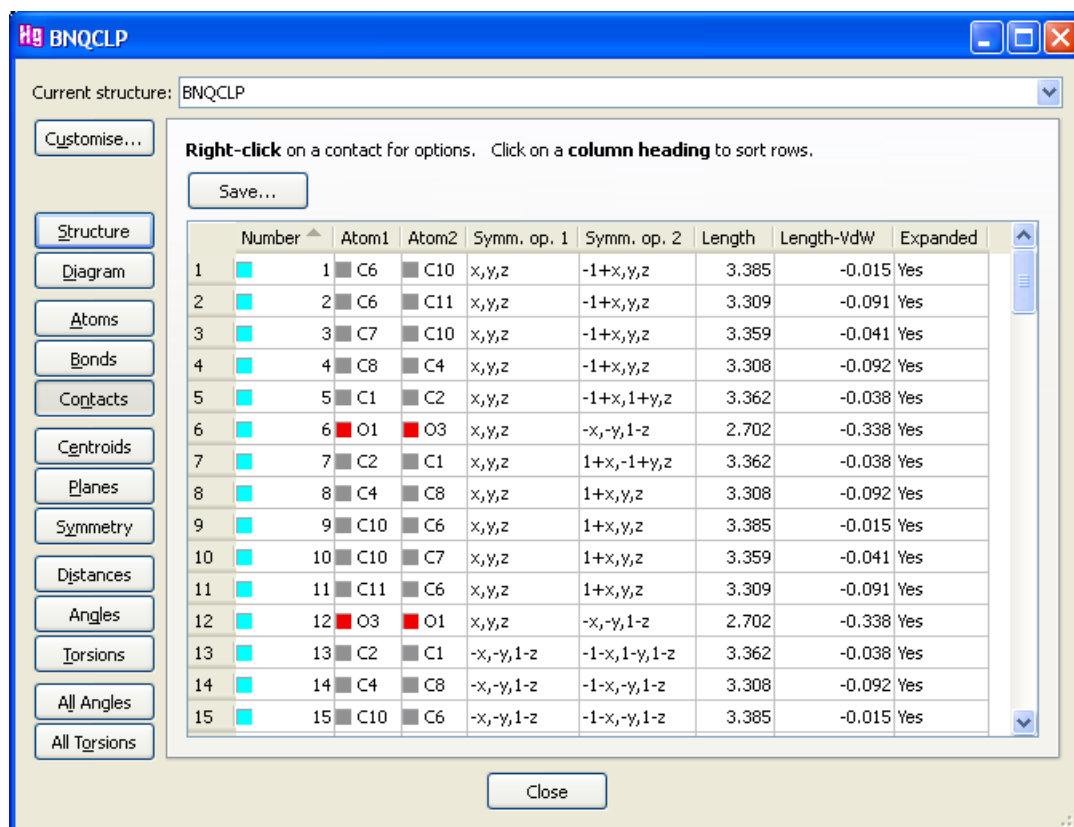 Hg BNQCLP
Current structure: BNQCLP
Customise...
Right-click on a contact for options. Click on a column heading to sort rows.
Save...
Structure
Diagram
Atoms
Bonds
Contacts
Centroids
Planes
Symmetry
Distances
Angles
Torsions
All Angles
All Torsions
Number Atom1 Atom2 Symm. op. 1 Symm. op. 2 Length Length-VdW Expanded
1 1 C6 C10 x,y,z -1+x,y,z 3.385 -0.015 Yes
2 2 C6 C11 x,y,z -1+x,y,z 3.309 -0.091 Yes
3 3 C7 C10 x,y,z -1+x,y,z 3.359 -0.041 Yes
4 4 C8 C4 x,y,z -1+x,y,z 3.308 -0.092 Yes
5 5 C1 C2 x,y,z -1+x,1+y,z 3.362 -0.038 Yes
6 6 O1 O3 x,y,z -x,-y,1-z 2.702 -0.338 Yes
7 7 C2 C1 x,y,z 1+x,-1+y,z 3.362 -0.038 Yes
8 8 C4 C8 x,y,z 1+x,y,z 3.308 -0.092 Yes
9 9 C10 C6 x,y,z 1+x,y,z 3.385 -0.015 Yes
10 10 C10 C7 x,y,z 1+x,y,z 3.359 -0.041 Yes
11 11 C11 C6 x,y,z 1+x,y,z 3.309 -0.091 Yes
12 12 O3 O1 x,y,z -x,-y,1-z 2.702 -0.338 Yes
13 13 C2 C1 -x,-y,1-z -1-x,1-y,1-z 3.362 -0.038 Yes
14 14 C4 C8 -x,-y,1-z -1-x,-y,1-z 3.308 -0.092 Yes
15 15 C10 C6 -x,-y,1-z -1-x,-y,1-z 3.385 -0.015 Yes
Close